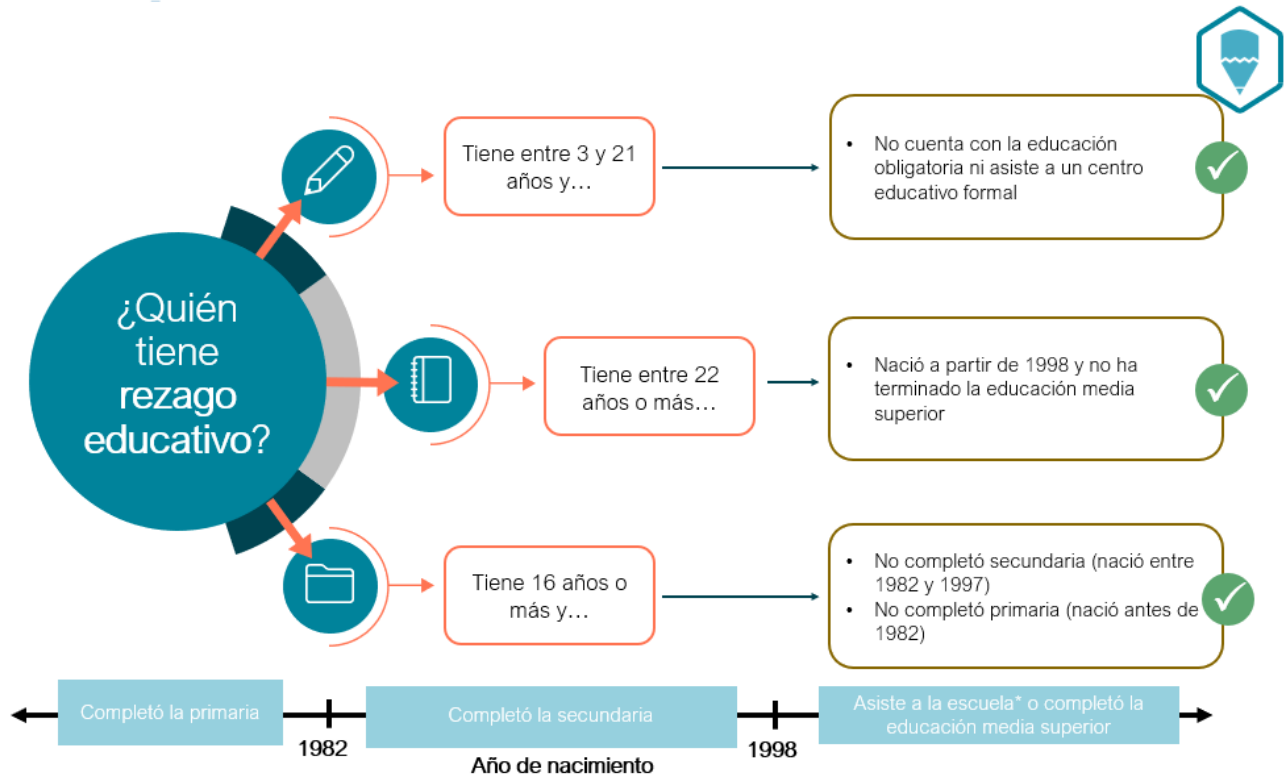 ¿Quién
tiene
rezago
educativo?
Tiene entre 3 y 21
años y…
• No cuenta con la educación
obligatoria ni asiste a un centro
educativo formal
Tiene entre 22
años o más…
• Nació a partir de 1998 y no ha
terminado la educación media
superior
Tiene 16 años o
más y…
• No completó secundaria (nació entre
1982 y 1997)
• No completó primaria (nació antes de
1982)
Completó la primaria
1982
Completó la secundaria
1998
Asiste a la escuela* o completó la
educación media superior
Año de nacimiento